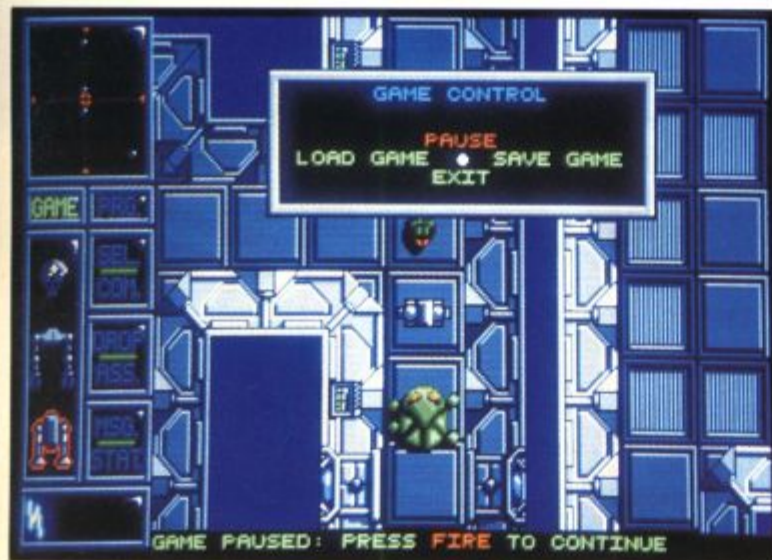 GAME CONTROL
PAUSE
LOAD GAME SAVE GAME
EXIT
GAME PRG
SEL
COM.
DROP
ASS.
MSG
STAT
GAME PAUSED: PRESS FIRE TO CONTINUE